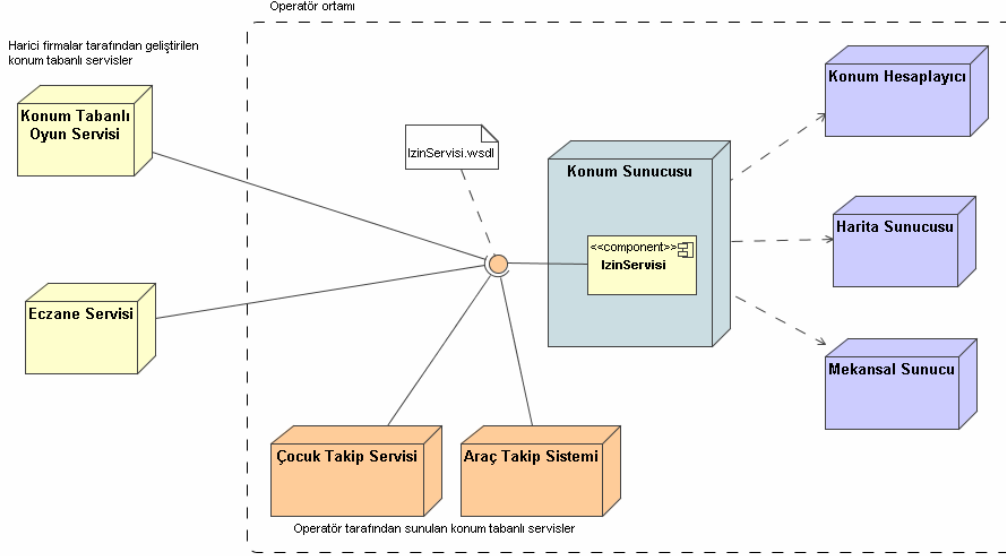 Operatör ortamı
Harici firmalar tarafından geliştirilen
konum tabanlı servisler
Konum Tabanlı
Oyun Servisi
IzinServisi.wsdl
Konum Sunucusu
<<component>>
IzinServisi
Konum Hesaplayıcı
Harita Sunucusu
Mekansal Sunucu
Eczane Servisi
Çocuk Takip Servisi
Araç Takip Sistemi
Operatör tarafından sunulan konum tabanlı servisler